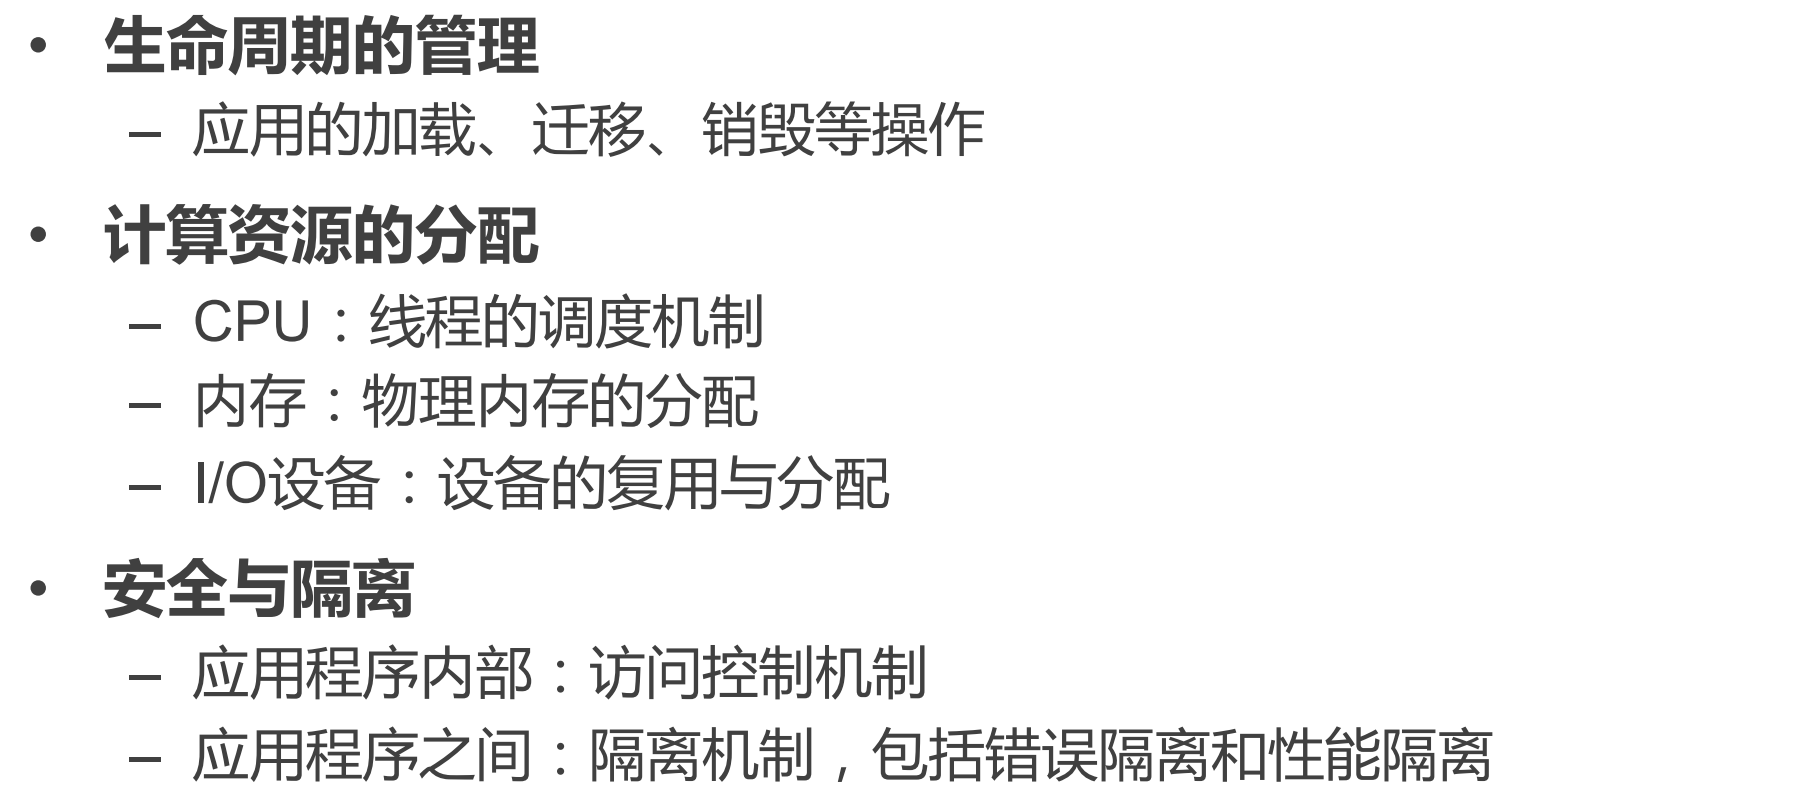 • 生命周期的管理
– 应用的加载、迁移、销毁等操作
• 计算资源的分配
– CPU：线程的调度机制
– 内存：物理内存的分配
– I/O设备：设备的复用与分配
• 安全与隔离
– 应用程序内部：访问控制机制
– 应用程序之间：隔离机制，包括错误隔离和性能隔离